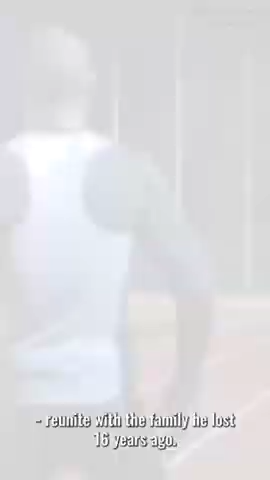 - reunite with the family he lost
16 years ago.